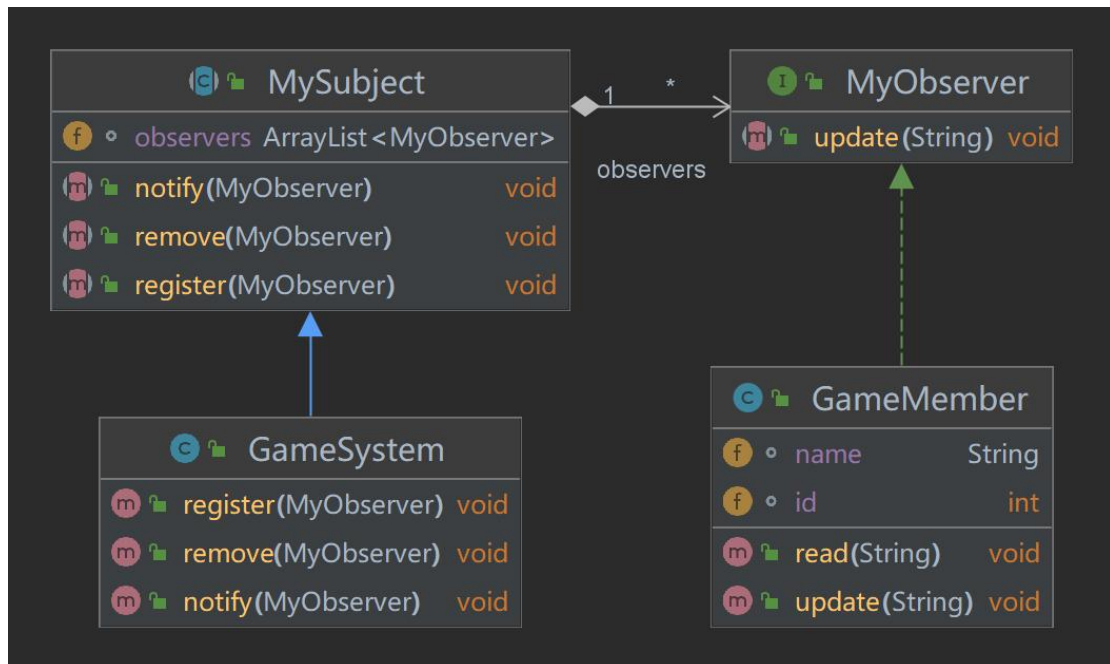 MySubject
observers ArrayList<MyObserver>
notify(MyObserver) void
remove(MyObserver) void
register(MyObserver) void
1 *
observers
MyObserver
update(String) void
GameSystem
register(MyObserver) void
remove(MyObserver) void
notify(MyObserver) void
GameMember
name String
id int
read(String) void
update(String) void